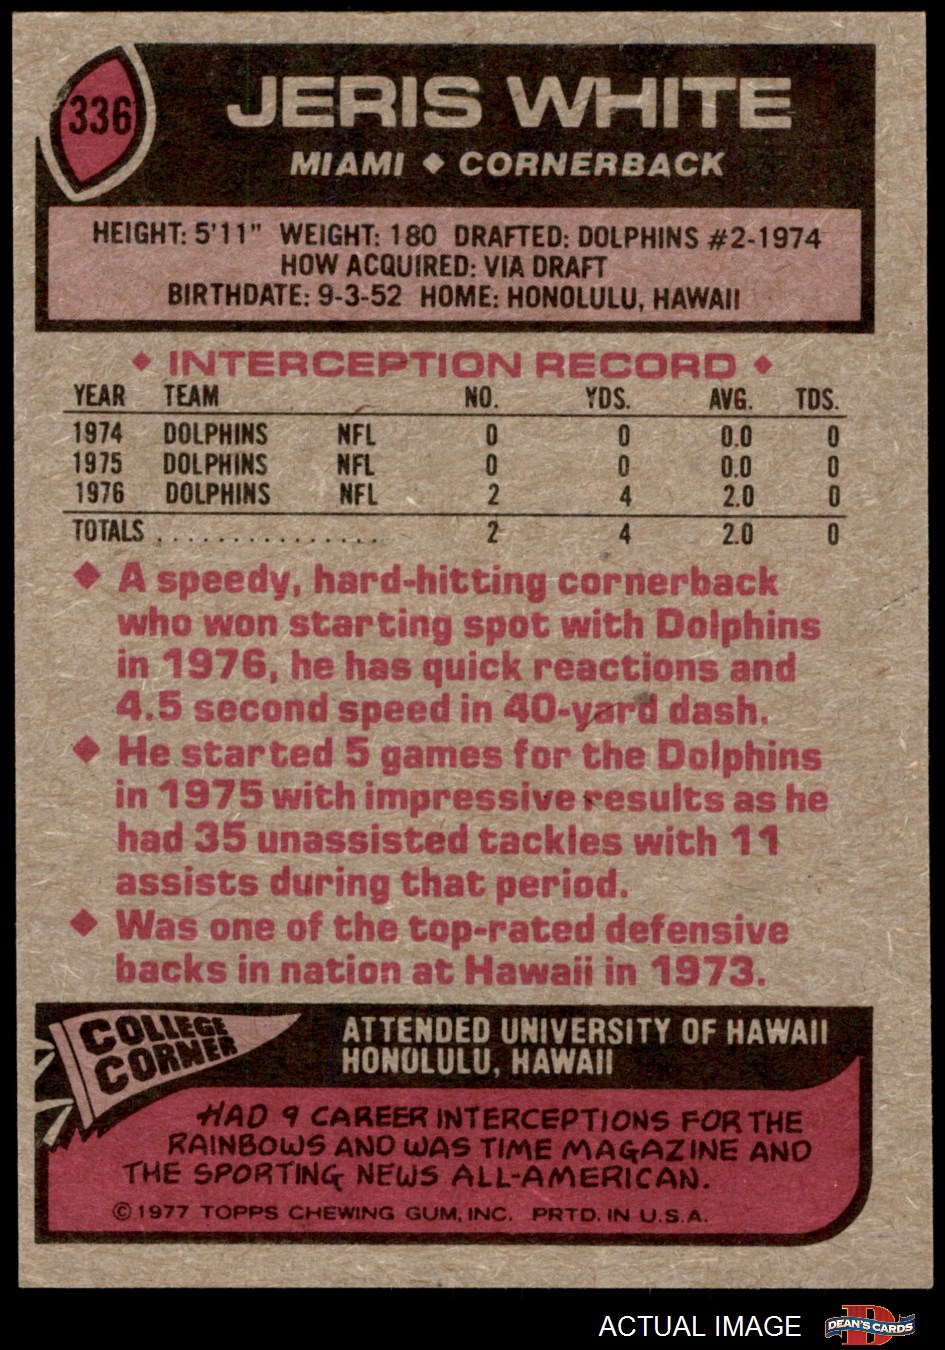 336
JERIS WHITE
MIAMI ♦ CORNERBACK
HEIGHT: 5'11" WEIGHT: 180 DRAFTED: DOLPHINS #2-1974
HOW ACQUIRED: VIA DRAFT
BIRTHDATE: 9-3-52 HOME: HONOLULU, HAWAII
♦ INTERCEPTION RECORD ♦
YEAR TEAM NO. YDS. AVG. TDS.
1974 DOLPHINS NFL 0 0 0.0 0
1975 DOLPHINS NFL 0 0 0.0 0
1976 DOLPHINS NFL 2 4 2.0 0
TOTALS ............... 2 4 2.0 0
♦ A speedy, hard-hitting cornerback
who won starting spot with Dolphins
in 1976, he has quick reactions and
4.5 second speed in 40-yard dash.
♦ He started 5 games for the Dolphins
in 1975 with impressive results as he
had 35 unassisted tackles with 11
assists during that period.
♦ Was one of the top-rated defensive
backs in nation at Hawaii in 1973.
COLLEGE
CORNER
ATTENDED UNIVERSITY OF HAWAII
HONOLULU, HAWAII
HAD 9 CAREER INTERCEPTIONS FOR THE
RAINBOWS AND WAS TIME MAGAZINE AND
THE SPORTING NEWS ALL-AMERICAN.
©1977 TOPPS CHEWING GUM, INC. PRTD. IN U.S.A.
ACTUAL IMAGE
D
DEAN'S CARDS